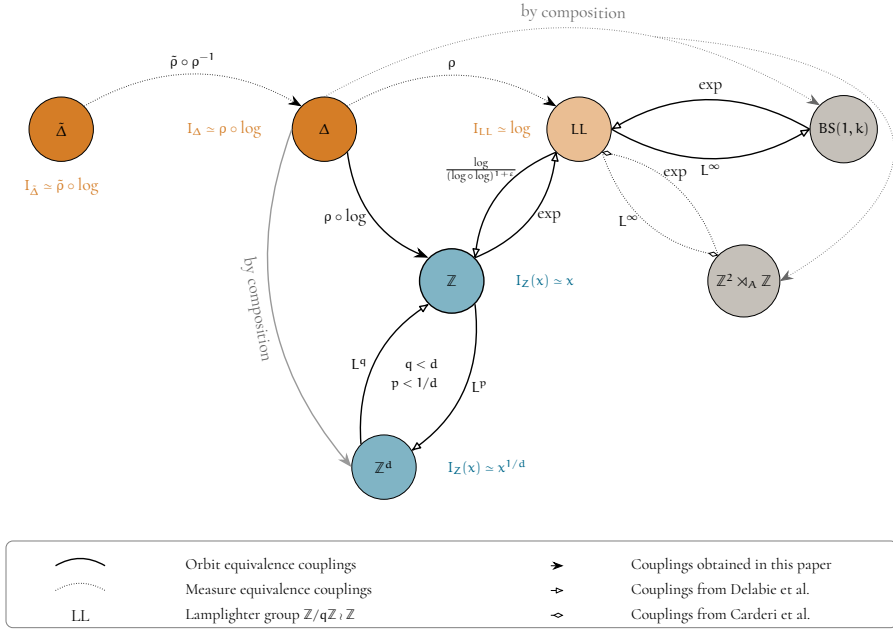 by composition
ρ̃ ∘ ρ⁻¹
ρ
exp
Δ̃
I_Δ ≃ ρ ∘ log
Δ
I_LL ≃ log
LL
BS(1, k)
L^∞
exp
I_Δ̃ ≃ ρ̃ ∘ log
log
(log ∘ log)^{1+ε}
ρ ∘ log
exp
L^∞
by composition
ℤ
I_Z(x) ≃ x
ℤ² ⋊_A ℤ
L^q
q < d
p < 1/d
L^p
ℤ^d
I_Z(x) ≃ x^{1/d}
Orbit equivalence couplings
Couplings obtained in this paper
Measure equivalence couplings
Couplings from Delabie et al.
LL
Lamplighter group ℤ/qℤ ≀ ℤ
Couplings from Carderi et al.